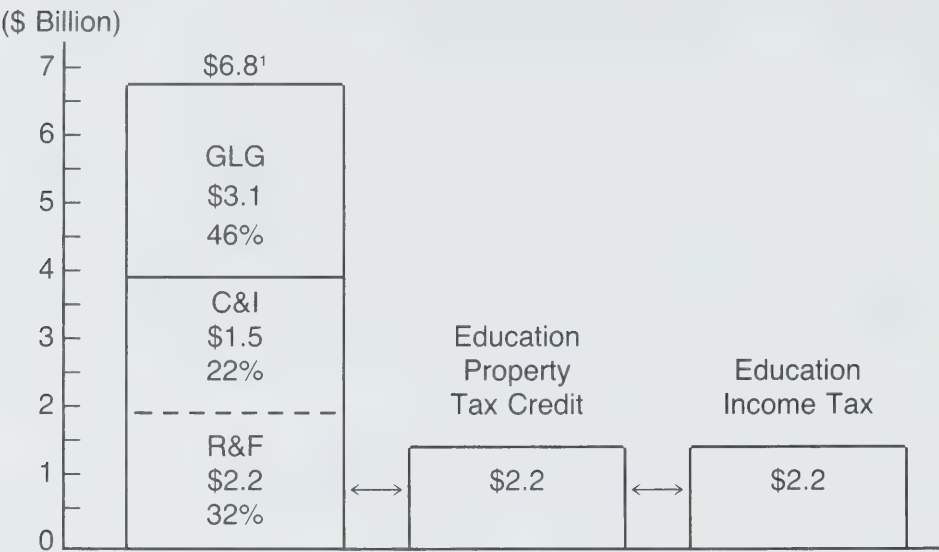 ($ Billion)
7
6
5
4
3
2
1
0
$6.8¹
GLG
$3.1
46%
C&I
$1.5
22%
R&F
$2.2
32%
Education
Property
Tax Credit
$2.2
Education
Income Tax
$2.2